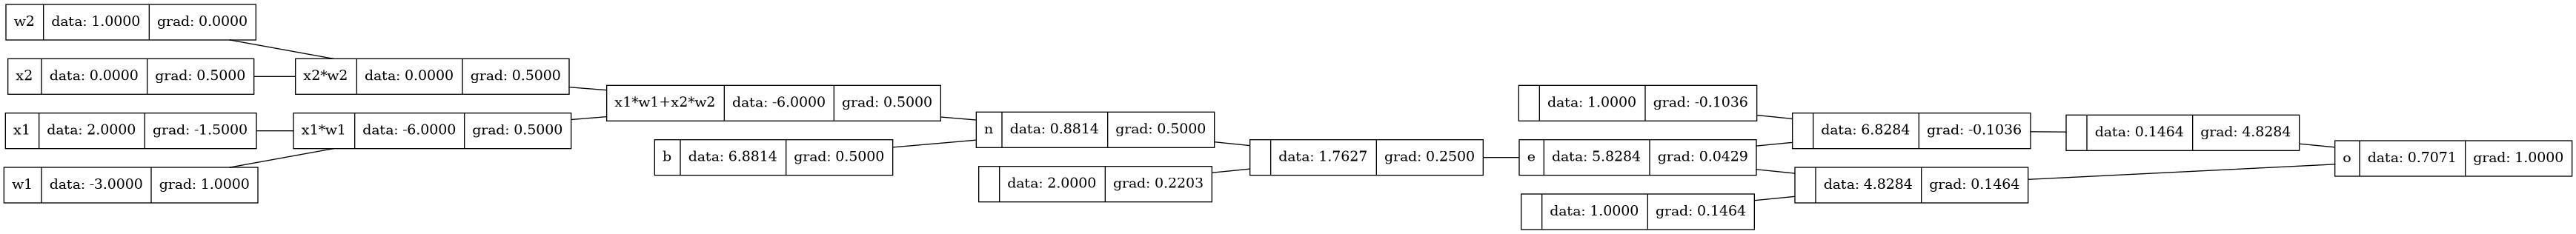 w2 data: 1.0000 grad: 0.0000
x2 data: 0.0000 grad: 0.5000
x1 data: 2.0000 grad: -1.5000
w1 data: -3.0000 grad: 1.0000
x2*w2 data: 0.0000 grad: 0.5000
x1*w1 data: -6.0000 grad: 0.5000
x1*w1+x2*w2 data: -6.0000 grad: 0.5000
b data: 6.8814 grad: 0.5000
n data: 0.8814 grad: 0.5000
data: 2.0000 grad: 0.2203
data: 1.7627 grad: 0.2500
data: 1.0000 grad: -0.1036
e data: 5.8284 grad: 0.0429
data: 1.0000 grad: 0.1464
data: 6.8284 grad: -0.1036
data: 4.8284 grad: 0.1464
data: 0.1464 grad: 4.8284
o data: 0.7071 grad: 1.0000